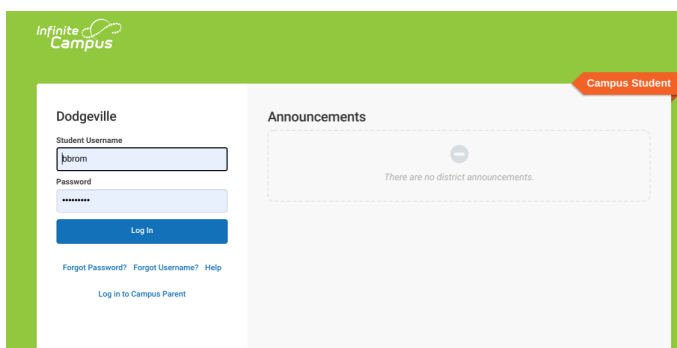 Infinite
Campus
Campus Student
Dodgeville
Student Username
bbrom
Password
•••••••••
Log In
Forgot Password? Forgot Username? Help
Log in to Campus Parent
Announcements
There are no district announcements.